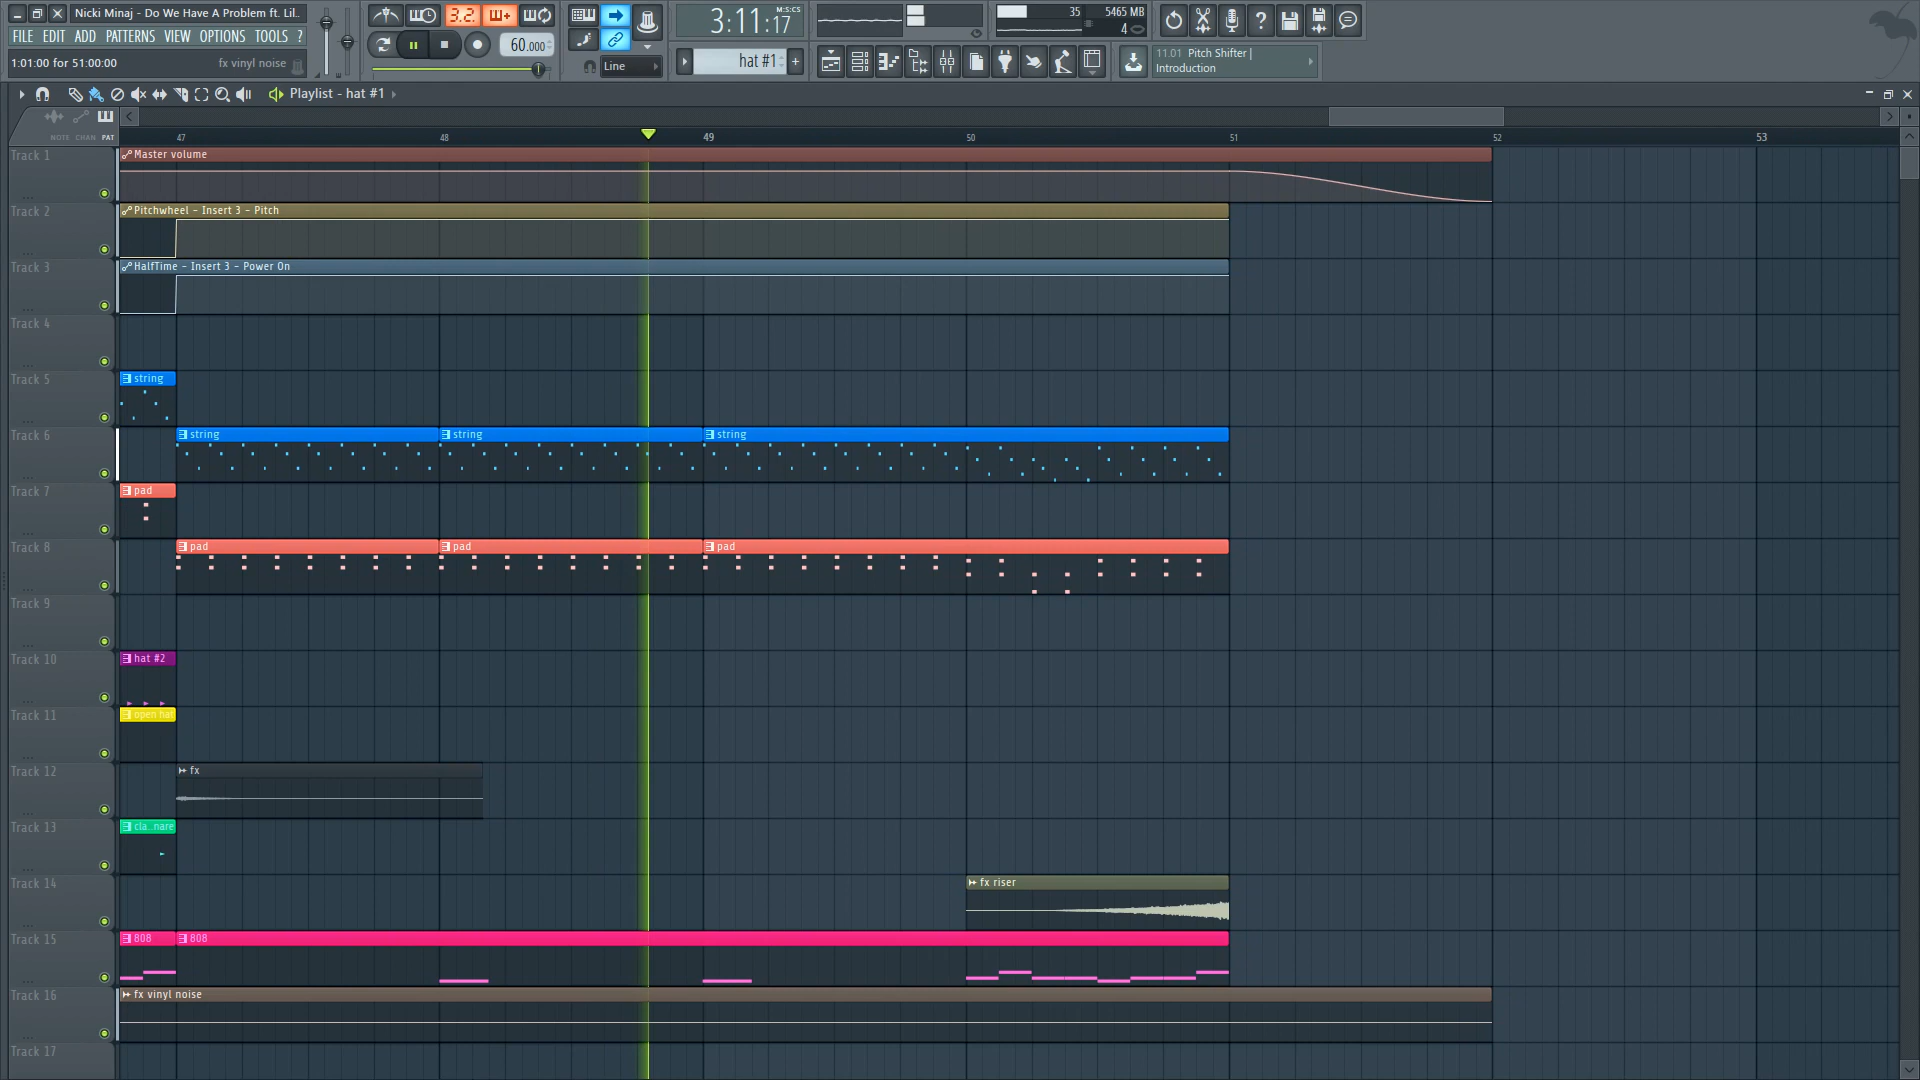 Nicki Minaj - Do We Have A Problem ft. Lil..
FILE EDIT ADD PATTERNS VIEW OPTIONS TOOLS ?
1:01:00 for 51:00:00 fx vinyl noise
3.2.
60.000
Line
3:11:17 M:S:CS
hat #1
+
35 5465 MB
4
?
11.01 Pitch Shifter |
Introduction
Playlist - hat #1
NOTE CHAN PAT
47 48 49 50 51 52 53
Track 1
Master volume
Track 2
Pitchwheel - Insert 3 - Pitch
Track 3
HalfTime - Insert 3 - Power On
Track 4
Track 5
string
Track 6
string string string
Track 7
pad
Track 8
pad pad pad
Track 9
Track 10
hat #2
Track 11
open hat
Track 12
fx
Track 13
cla..nare
Track 14
fx riser
Track 15
808 808
Track 16
fx vinyl noise
Track 17